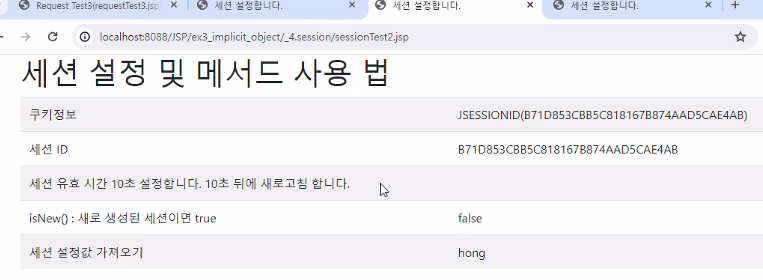 Request Test3(requestTest3.jsp
세션 설정합니다.
세션 설정합니다.
세션 설정합니다.
localhost:8088/JSP/ex3_implicit_object/_4.session/sessionTest2.jsp
세션 설정 및 메서드 사용 법
쿠키정보 JSESSIONID(B71D853CBB5C818167B874AAD5CAE4AB)
세션 ID B71D853CBB5C818167B874AAD5CAE4AB
세션 유효 시간 10초 설정합니다. 10초 뒤에 새로고침 합니다.
isNew() : 새로 생성된 세션이면 true false
세션 설정값 가져오기 hong